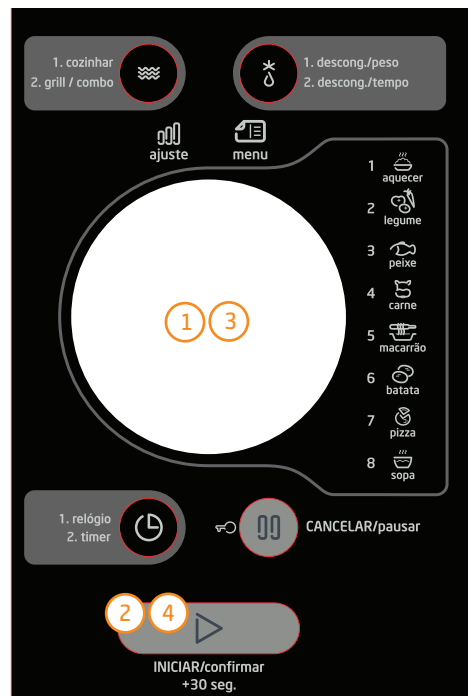 1. cozinhar
2. grill / combo
1. descong./peso
2. descong./tempo
ajuste
menu
1
aquecer
2
legume
3
peixe
4
carne
5
macarrão
6
batata
7
pizza
8
sopa
1 3
1. relógio
2. timer
CANCELAR/pausar
2 4
INICIAR/confirmar
+30 seg.